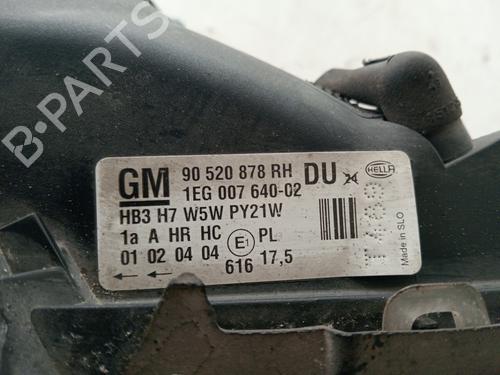 B-PARTS
GM 90 520 878 RH DU HELLA
1EG 007 640-02
HB3 H7 W5W PY21W
1a A HR HC E1 PL
01 02 04 04 616 17,5
Made in SLO